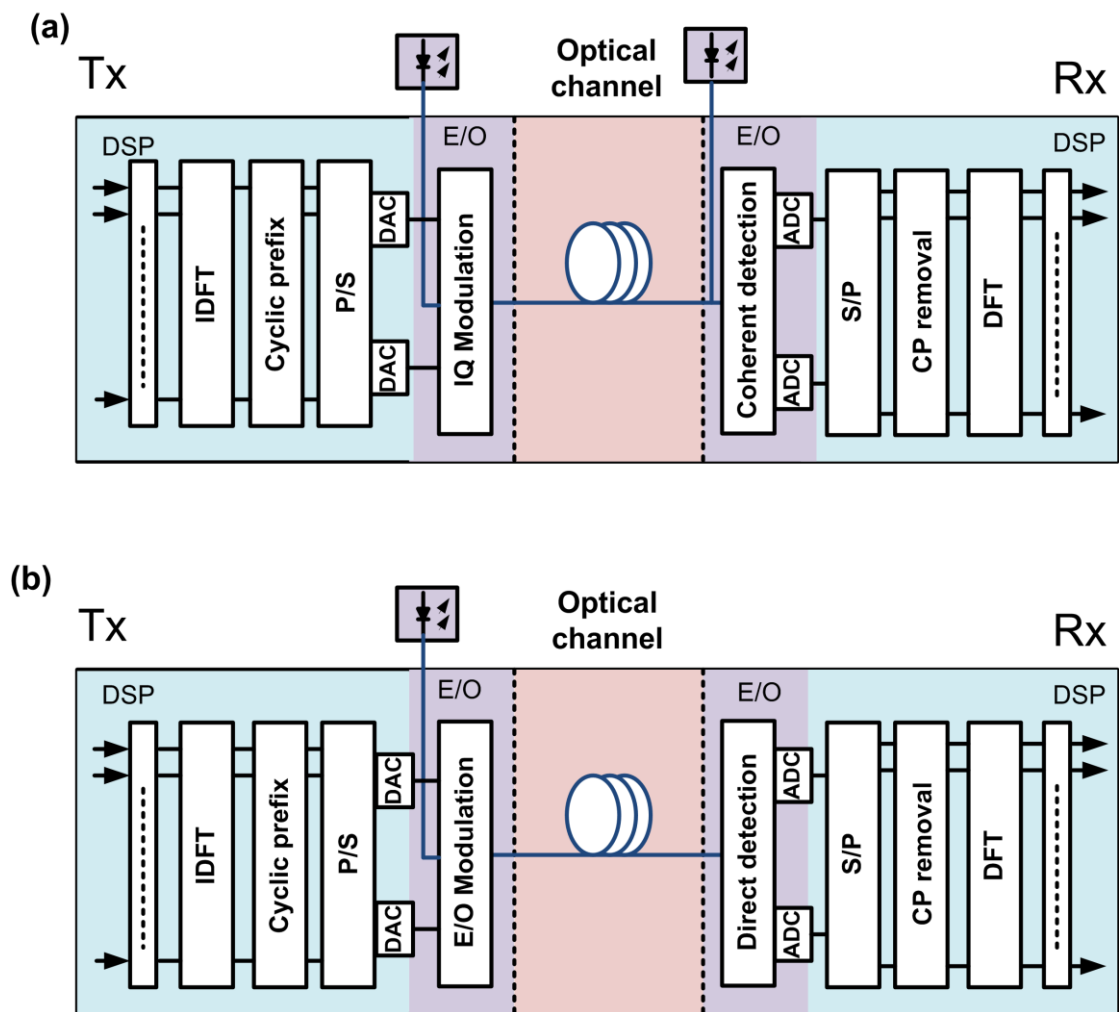 (a)
Tx
Optical
channel
Rx
DSP
E/O
E/O
DSP
IDFT
Cyclic prefix
P/S
DAC
DAC
IQ Modulation
Coherent detection
ADC
ADC
S/P
CP removal
DFT
(b)
Tx
Optical
channel
Rx
DSP
E/O
E/O
DSP
IDFT
Cyclic prefix
P/S
DAC
DAC
E/O Modulation
Direct detection
ADC
ADC
S/P
CP removal
DFT